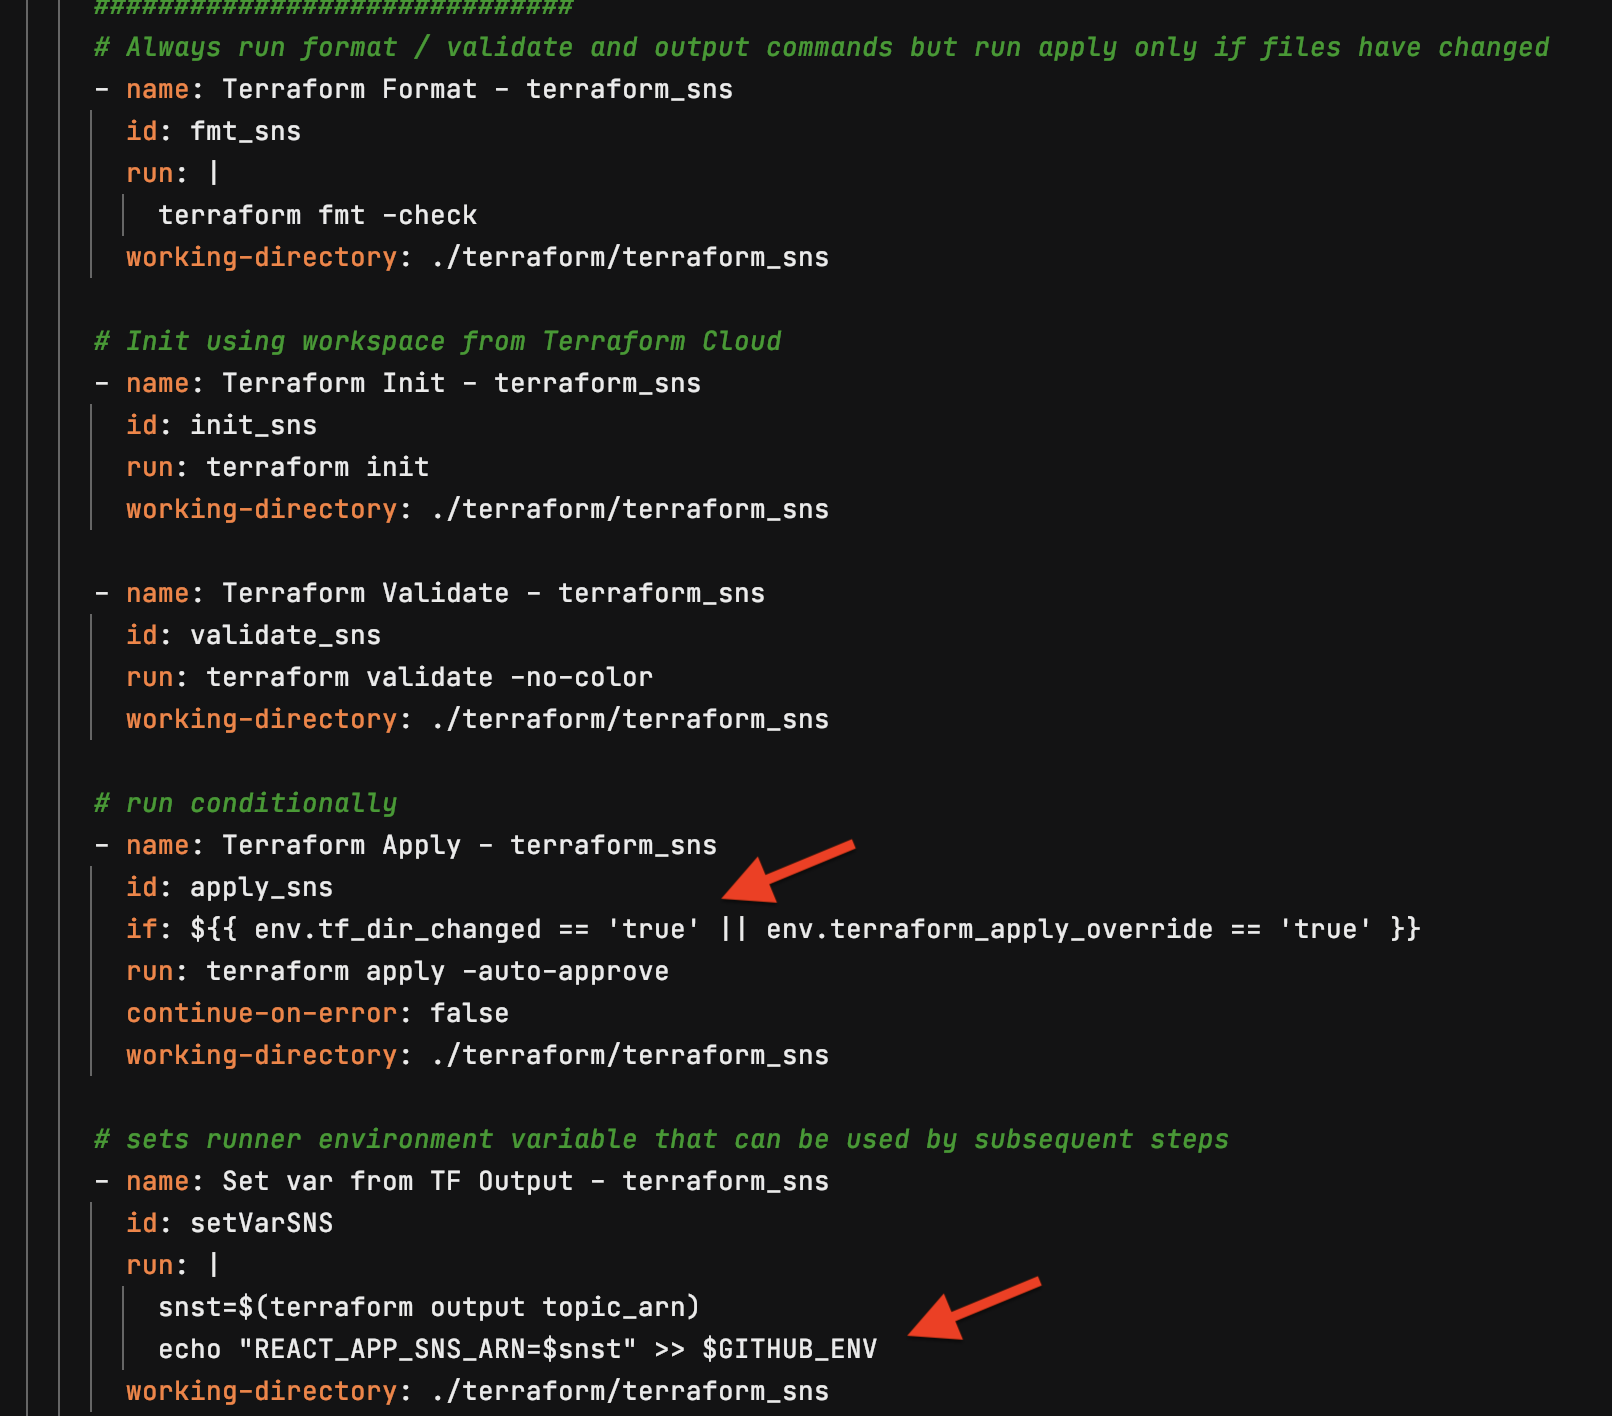 ##############################
# Always run format / validate and output commands but run apply only if files have changed
- name: Terraform Format - terraform_sns
id: fmt_sns
run: |
terraform fmt -check
working-directory: ./terraform/terraform_sns
# Init using workspace from Terraform Cloud
- name: Terraform Init - terraform_sns
id: init_sns
run: terraform init
working-directory: ./terraform/terraform_sns
- name: Terraform Validate - terraform_sns
id: validate_sns
run: terraform validate -no-color
working-directory: ./terraform/terraform_sns
# run conditionally
- name: Terraform Apply - terraform_sns
id: apply_sns
if: ${{ env.tf_dir_changed == 'true' || env.terraform_apply_override == 'true' }}
run: terraform apply -auto-approve
continue-on-error: false
working-directory: ./terraform/terraform_sns
# sets runner environment variable that can be used by subsequent steps
- name: Set var from TF Output - terraform_sns
id: setVarSNS
run: |
snst=$(terraform output topic_arn)
echo "REACT_APP_SNS_ARN=$snst" >> $GITHUB_ENV
working-directory: ./terraform/terraform_sns